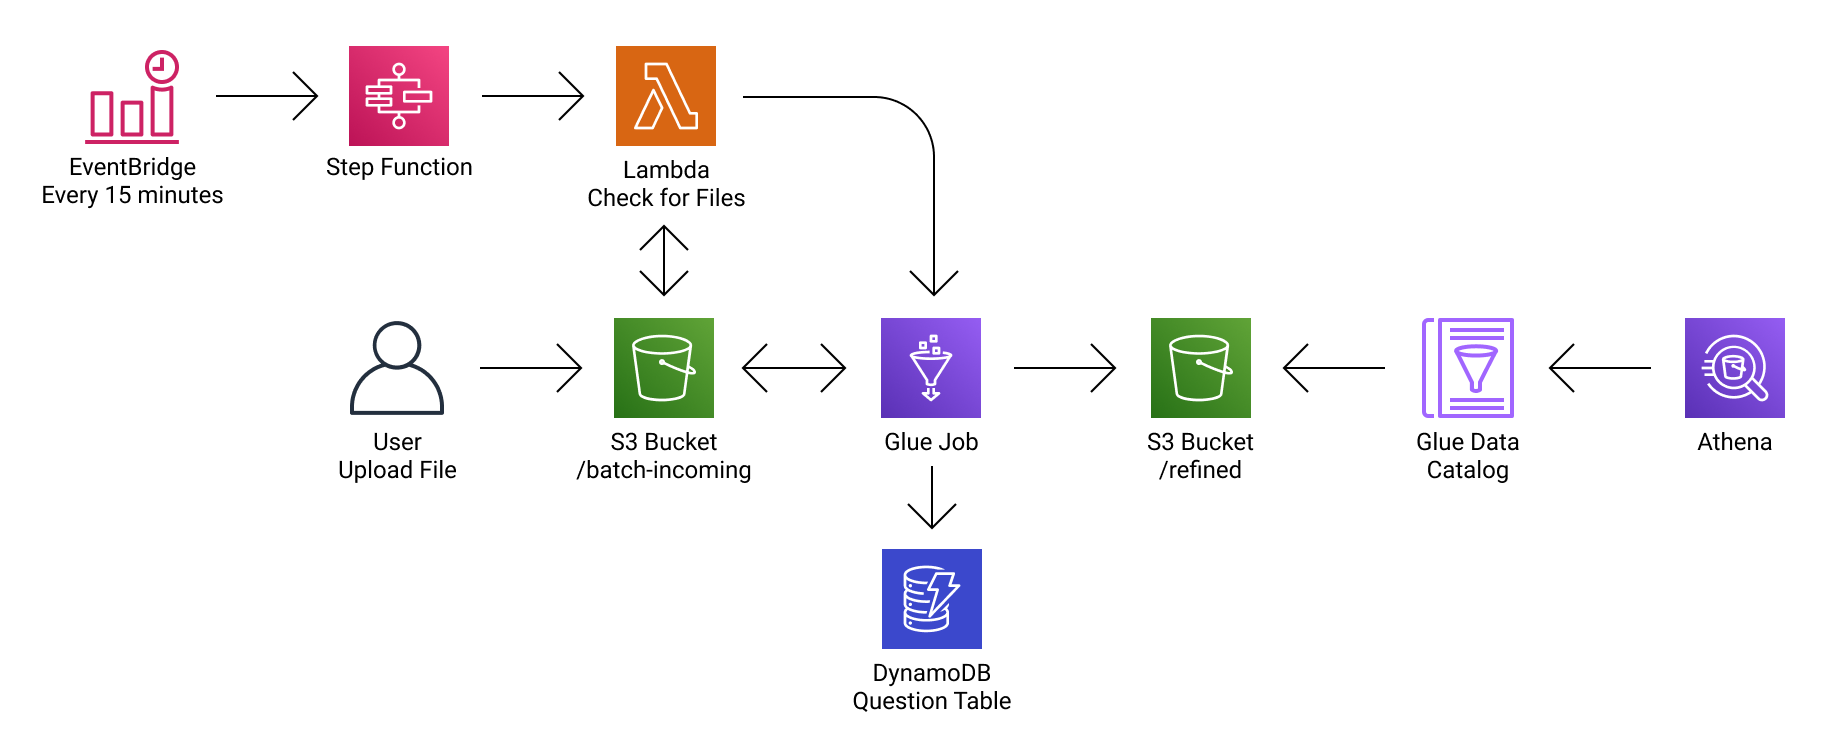 EventBridge
Every 15 minutes
Step Function
Lambda
Check for Files
User
Upload File
S3 Bucket
/batch-incoming
Glue Job
S3 Bucket
/refined
Glue Data
Catalog
Athena
DynamoDB
Question Table